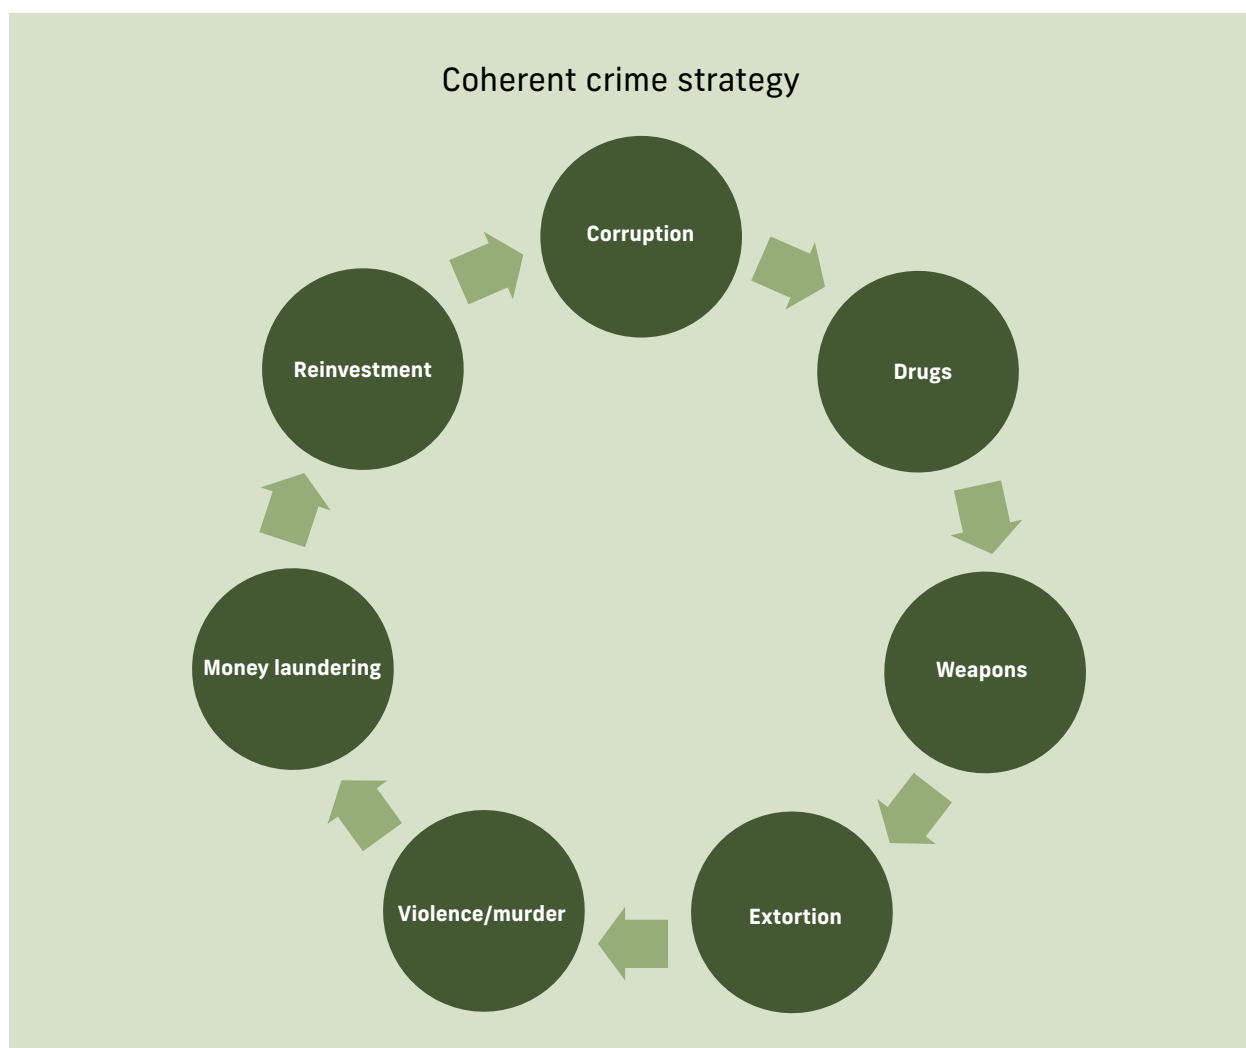 Coherent crime strategy
Corruption
Drugs
Weapons
Extortion
Violence/murder
Money laundering
Reinvestment